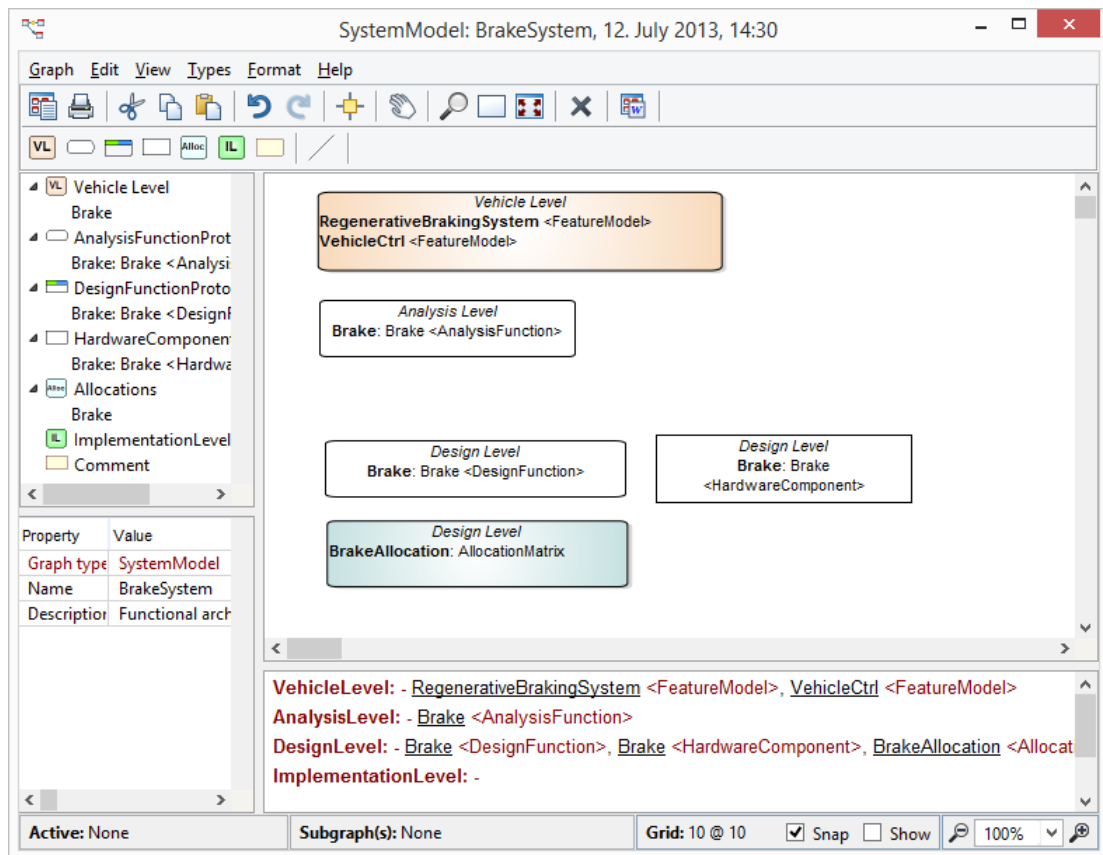 SystemModel: BrakeSystem, 12. July 2013, 14:30
Graph Edit View Types Format Help
VL Alloc IL
VL Vehicle Level
Brake
AnalysisFunctionProt
Brake: Brake <Analysi
DesignFunctionProto
Brake: Brake <DesignF
HardwareComponen
Brake: Brake <Hardwa
Alloc Allocations
Brake
IL ImplementationLevel
Comment
Property Value
Graph type SystemModel
Name BrakeSystem
Description Functional arch
Vehicle Level
RegenerativeBrakingSystem <FeatureModel>
VehicleCtrl <FeatureModel>
Analysis Level
Brake: Brake <AnalysisFunction>
Design Level
Brake: Brake <DesignFunction>
Design Level
Brake: Brake
<HardwareComponent>
Design Level
BrakeAllocation: AllocationMatrix
VehicleLevel: - RegenerativeBrakingSystem <FeatureModel>, VehicleCtrl <FeatureModel>
AnalysisLevel: - Brake <AnalysisFunction>
DesignLevel: - Brake <DesignFunction>, Brake <HardwareComponent>, BrakeAllocation <Allocat
ImplementationLevel: -
Active: None Subgraph(s): None Grid: 10 @ 10 Snap Show 100%